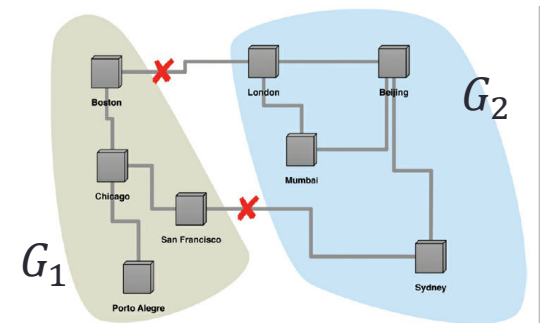 Boston
London
Beijing
G₂
Mumbai
Chicago
San Francisco
G₁
Porto Alegre
Sydney